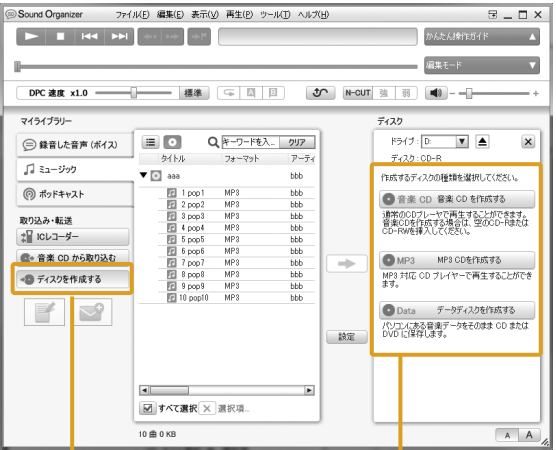 Sound Organizer ファイル(F) 編集(E) 表示(V) 再生(P) ツール(T) ヘルプ(H)
かんたん操作ガイド
編集モード
DPC 速度 x1.0 標準 N-CUT 強 弱
マイライブラリー
録音した音声 (ボイス)
ミュージック
ポッドキャスト
取り込み・転送
ICレコーダー
音楽 CD から取り込む
ディスクを作成する
キーワードを入... クリア
タイトル フォーマット アーティ
aaa bbb
1 pop1 MP3 bbb
2 pop2 MP3 bbb
3 pop3 MP3 bbb
4 pop4 MP3 bbb
5 pop5 MP3 bbb
6 pop6 MP3 bbb
7 pop7 MP3 bbb
8 pop8 MP3 bbb
9 pop9 MP3 bbb
10 pop10 MP3 bbb
すべて選択 選択項...
10 曲 0 KB
設定
ディスク
ドライブ : D:
ディスク : CD-R
作成するディスクの種類を選択してください。
音楽 CD 音楽 CD を作成する
通常のCDプレーヤで再生することができます。
音楽CDを作成する場合は、空のCD-Rまたは
CD-RWを挿入してください。
MP3 MP3 CDを作成する
MP3 対応 CD プレイヤーで再生することができ
ます。
Data データディスクを作成する
パソコンにある音楽データをそのまま CD または
DVD に保存します。
A A